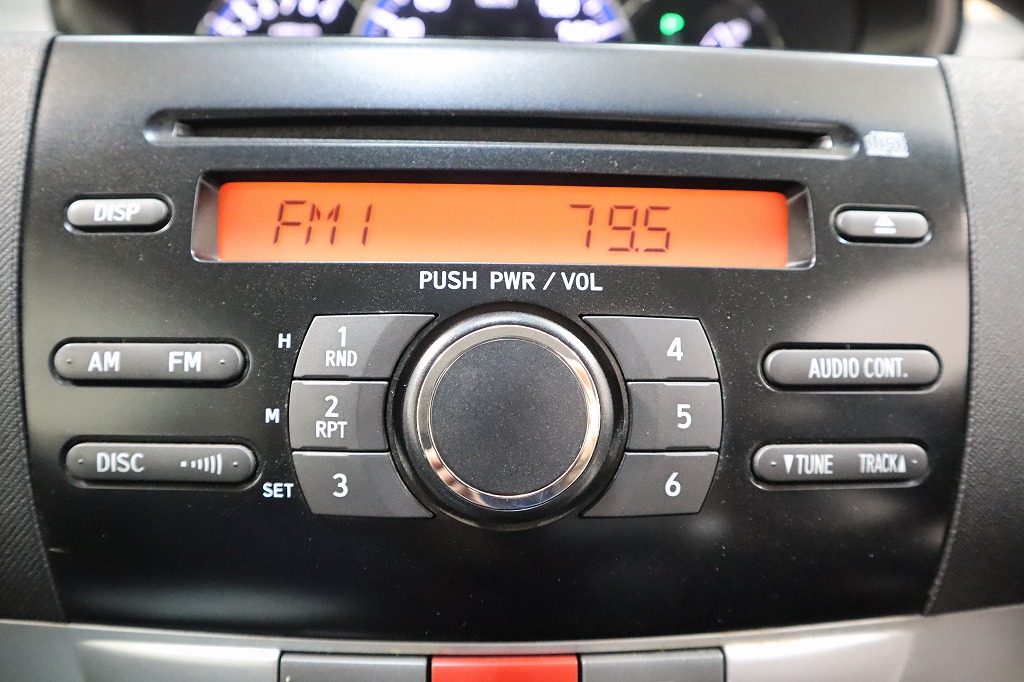 DISP
FM1 79.5
PUSH PWR / VOL
AM FM
DISC
H
M
SET
1
RND
2
RPT
3
4
5
6
AUDIO CONT.
▼TUNE TRACK▲